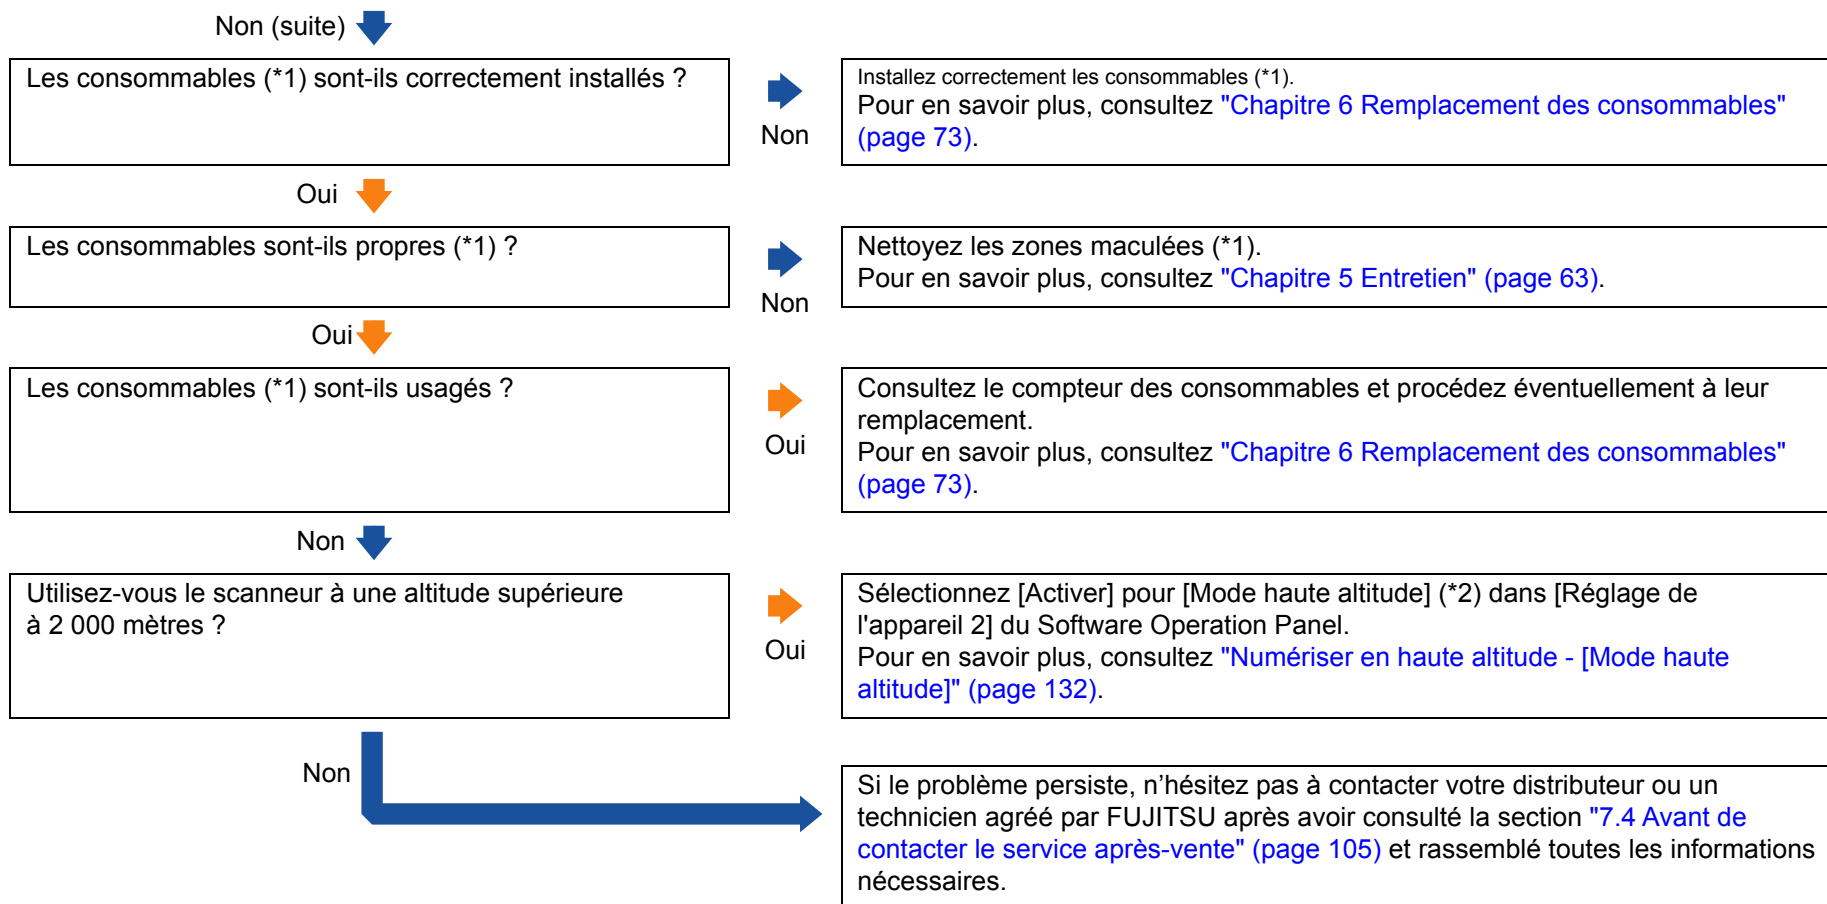 Non (suite)
Les consommables (*1) sont-ils correctement installés ?
Non
Installez correctement les consommables (*1).
Pour en savoir plus, consultez "Chapitre 6 Remplacement des consommables"
(page 73).
Oui
Les consommables sont-ils propres (*1) ?
Non
Nettoyez les zones maculées (*1).
Pour en savoir plus, consultez "Chapitre 5 Entretien" (page 63).
Oui
Les consommables (*1) sont-ils usagés ?
Oui
Consultez le compteur des consommables et procédez éventuellement à leur
remplacement.
Pour en savoir plus, consultez "Chapitre 6 Remplacement des consommables"
(page 73).
Non
Utilisez-vous le scanneur à une altitude supérieure
à 2 000 mètres ?
Oui
Sélectionnez [Activer] pour [Mode haute altitude] (*2) dans [Réglage de
l'appareil 2] du Software Operation Panel.
Pour en savoir plus, consultez "Numériser en haute altitude - [Mode haute
altitude]" (page 132).
Non
Si le problème persiste, n’hésitez pas à contacter votre distributeur ou un
technicien agréé par FUJITSU après avoir consulté la section "7.4 Avant de
contacter le service après-vente" (page 105) et rassemblé toutes les informations
nécessaires.